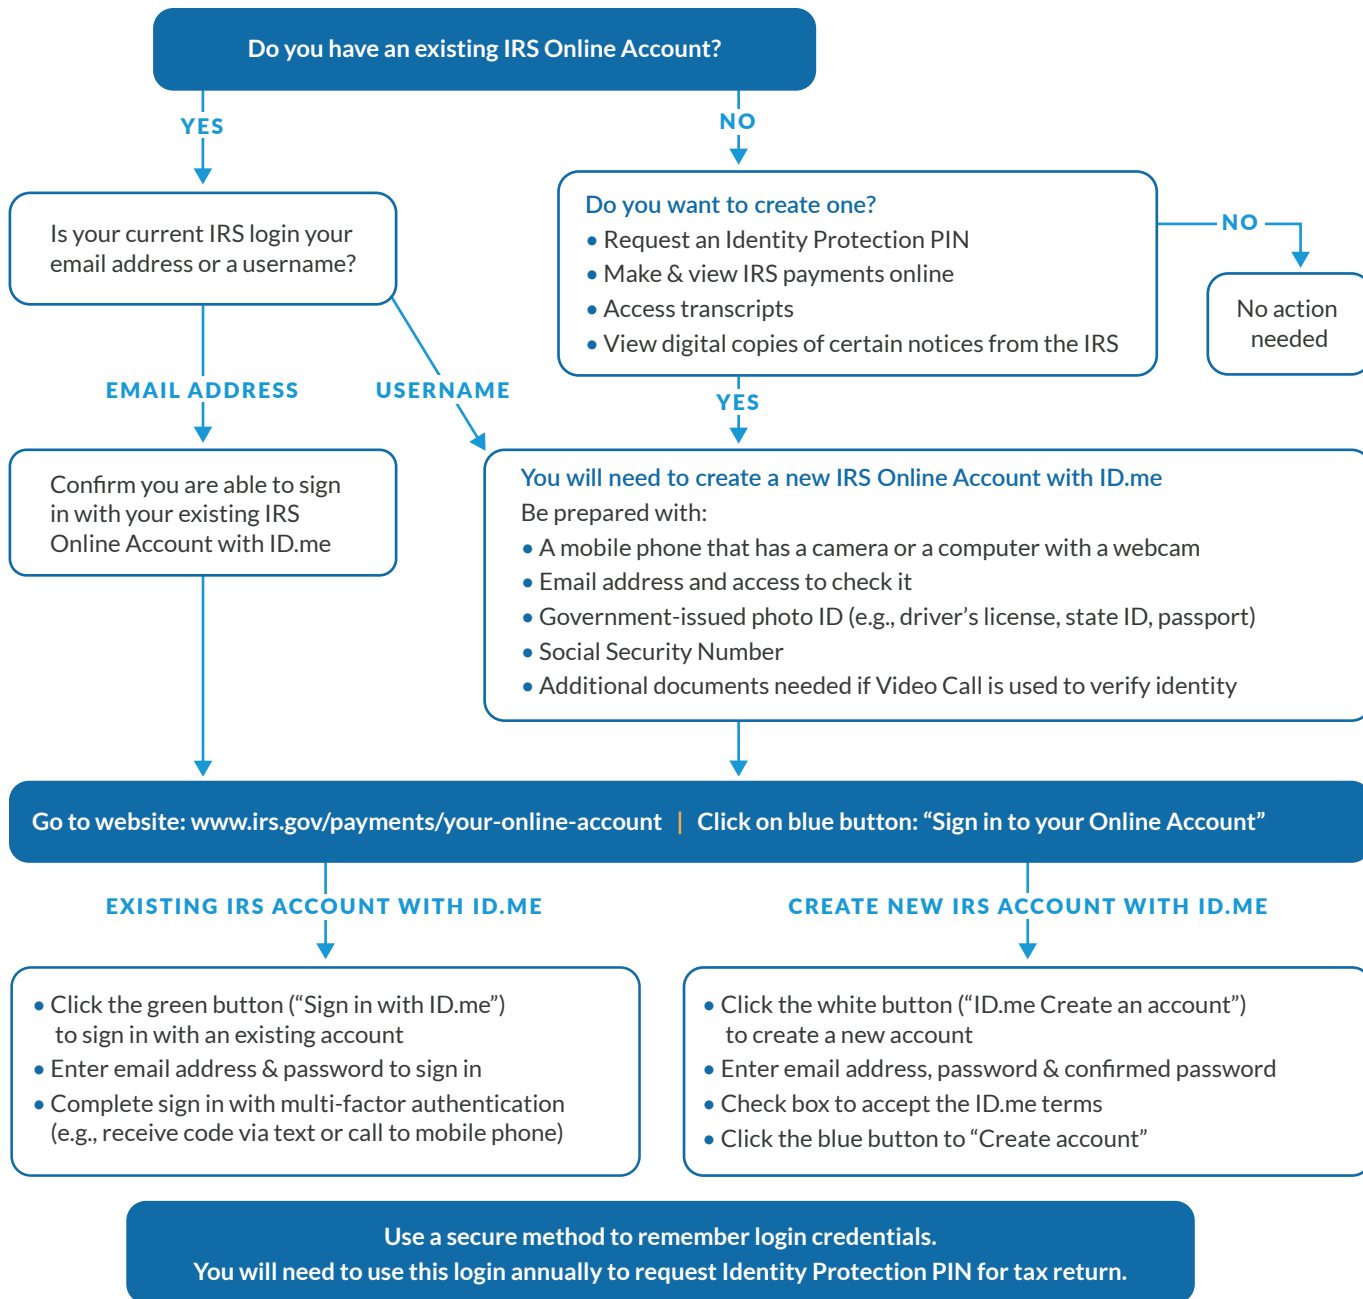 Do you have an existing IRS Online Account?
YES
NO
Is your current IRS login your
email address or a username?
Do you want to create one?
• Request an Identity Protection PIN
• Make & view IRS payments online
• Access transcripts
• View digital copies of certain notices from the IRS
NO
No action
needed
EMAIL ADDRESS
USERNAME
YES
Confirm you are able to sign
in with your existing IRS
Online Account with ID.me
You will need to create a new IRS Online Account with ID.me
Be prepared with:
• A mobile phone that has a camera or a computer with a webcam
• Email address and access to check it
• Government-issued photo ID (e.g., driver’s license, state ID, passport)
• Social Security Number
• Additional documents needed if Video Call is used to verify identity
Go to website: www.irs.gov/payments/your-online-account | Click on blue button: “Sign in to your Online Account”
EXISTING IRS ACCOUNT WITH ID.ME
CREATE NEW IRS ACCOUNT WITH ID.ME
• Click the green button (“Sign in with ID.me”)
to sign in with an existing account
• Enter email address & password to sign in
• Complete sign in with multi-factor authentication
(e.g., receive code via text or call to mobile phone)
• Click the white button (“ID.me Create an account”)
to create a new account
• Enter email address, password & confirmed password
• Check box to accept the ID.me terms
• Click the blue button to “Create account”
Use a secure method to remember login credentials.
You will need to use this login annually to request Identity Protection PIN for tax return.